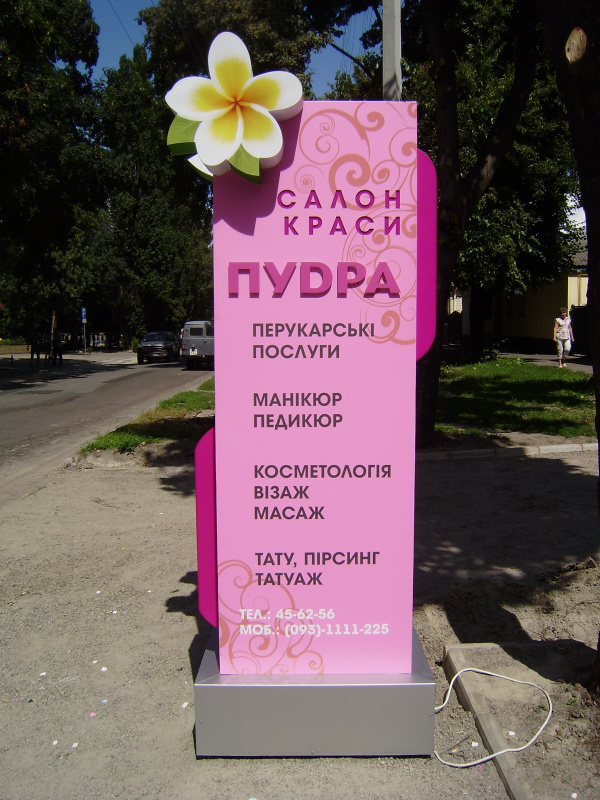 САЛОН
КРАСИ
ПУDРА
ПЕРУКАРСЬКІ
ПОСЛУГИ
МАНІКЮР
ПЕДИКЮР
КОСМЕТОЛОГІЯ
ВІЗАЖ
МАСАЖ
ТАТУ, ПІРСИНГ
ТАТУАЖ
ТЕЛ.: 45-62-56
МОБ.: (093)-1111-225